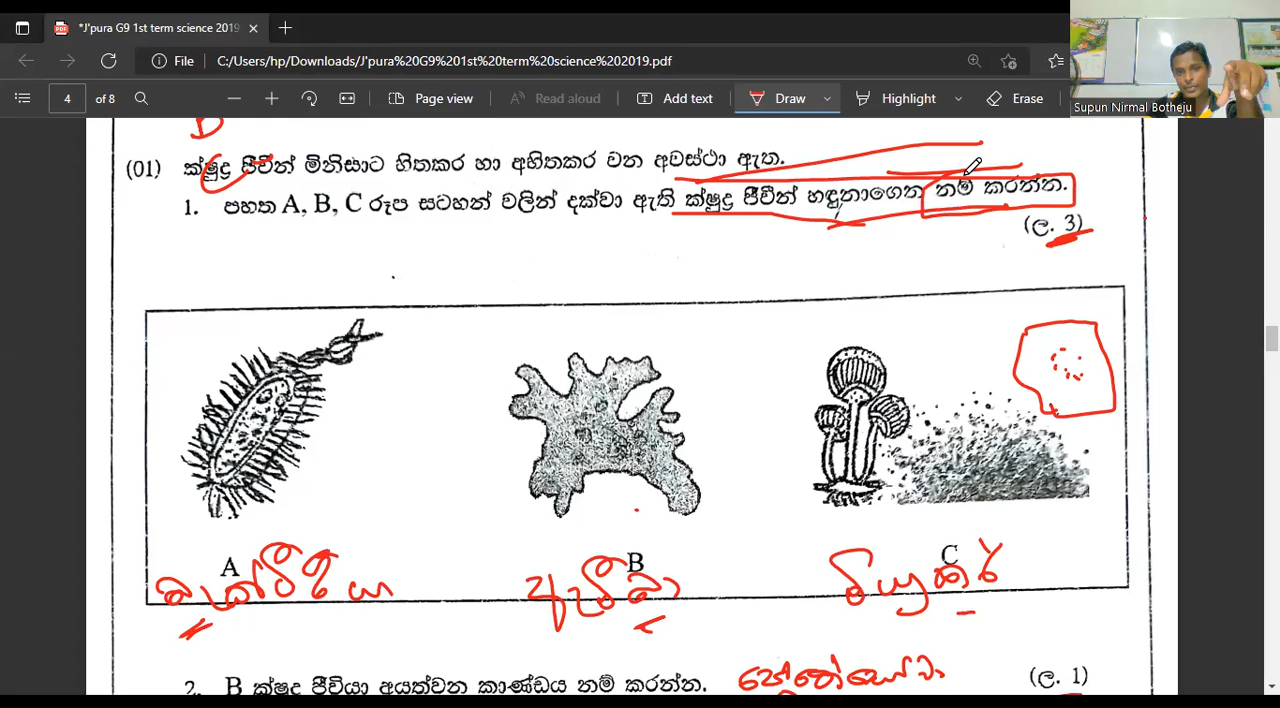 *J'pura G9 1st term science 2019
File C:/Users/hp/Downloads/J'pura%20G9%201st%20term%20science%202019.pdf
4 of 8 Page view Read aloud Add text Draw Highlight Erase
Supun Nirmal Botheju
D
(01) ක්ෂුද්‍ර ජීවීන් මිනිසාට හිතකර හා අහිතකර වන අවස්ථා ඇත.
1. පහත A, B, C රූප සටහන් වලින් දක්වා ඇති ක්ෂුද්‍ර ජීවීන් හඳුනාගෙන නම් කරන්න.
(ල. 3)
A B C
බැක්ටීරියා ඇමීබා මියුකර්
2. B ක්ෂුද්‍ර ජීවියා අයත්වන කාණ්ඩය නම් කරන්න. (ල. 1)